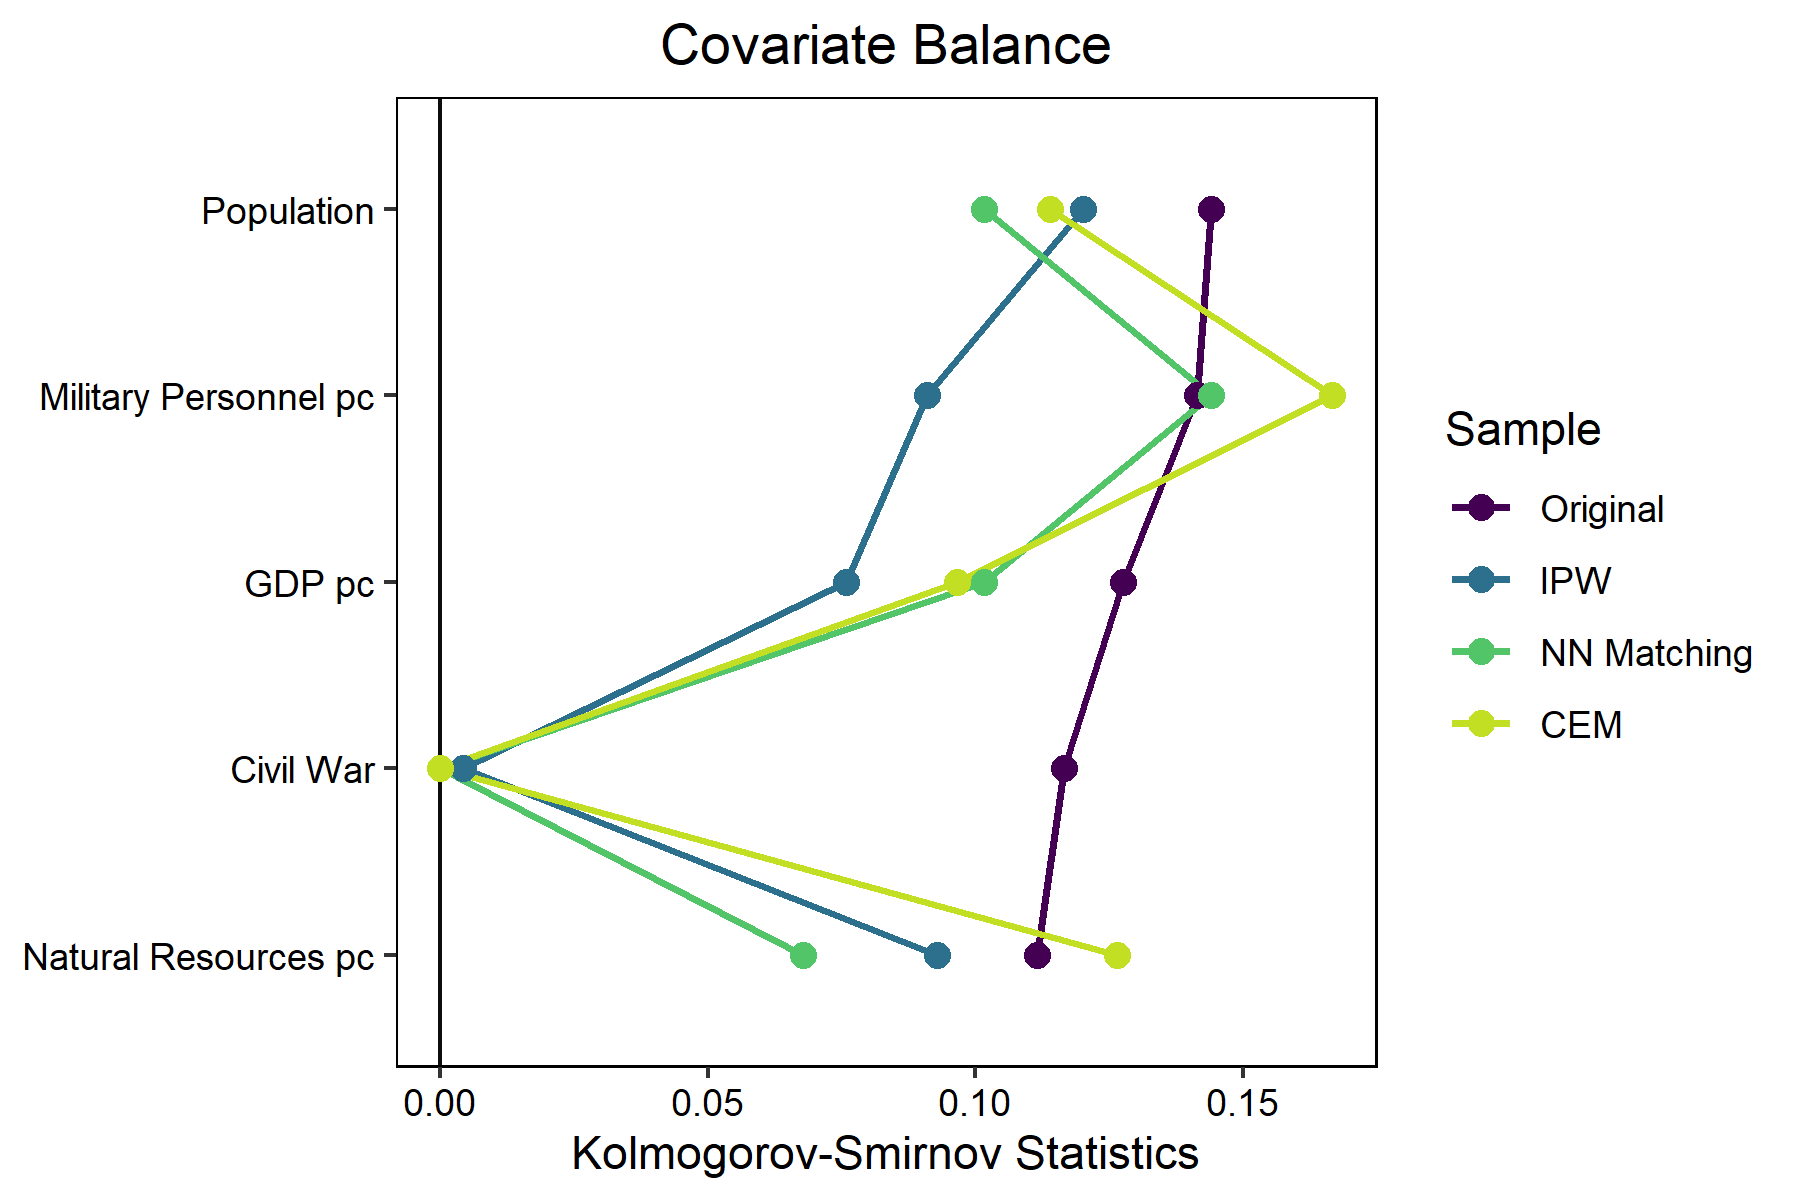 Covariate Balance
Population
Military Personnel pc
GDP pc
Civil War
Natural Resources pc
0.00
0.05
0.10
0.15
Kolmogorov-Smirnov Statistics
Sample
Original
IPW
NN Matching
CEM